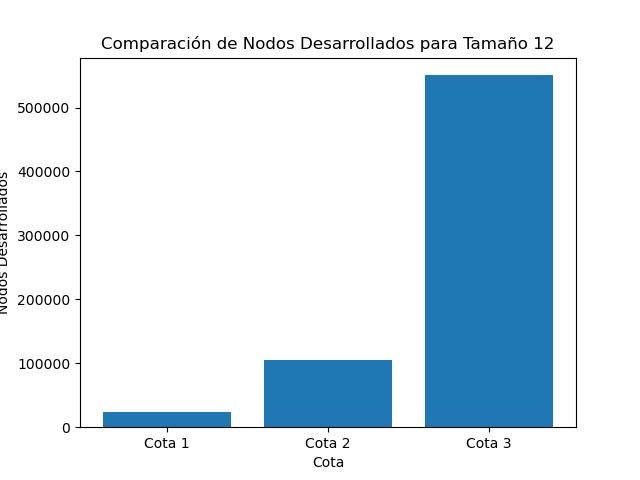 Comparación de Nodos Desarrollados para Tamaño 12
Nodos Desarrollados
500000
400000
300000
200000
100000
0
Cota 1
Cota 2
Cota 3
Cota